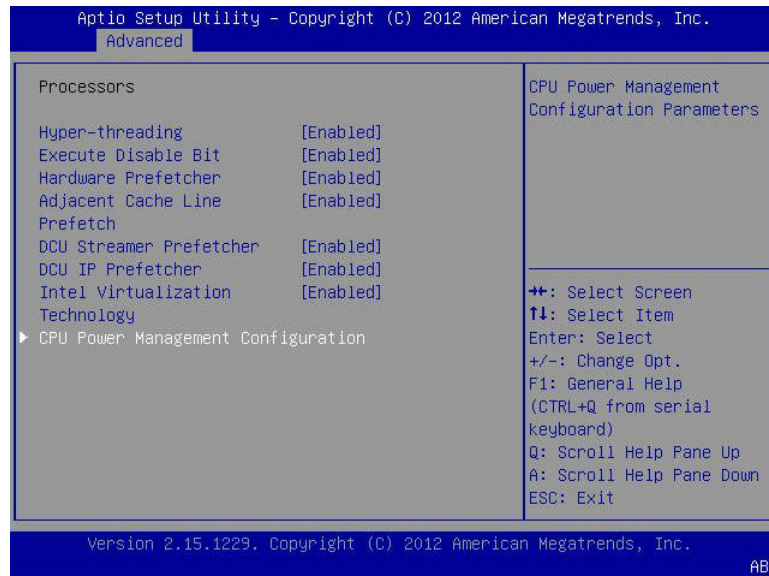 Aptio Setup Utility – Copyright (C) 2012 American Megatrends, Inc.
Advanced
Processors
Hyper-threading [Enabled]
Execute Disable Bit [Enabled]
Hardware Prefetcher [Enabled]
Adjacent Cache Line [Enabled]
Prefetch
DCU Streamer Prefetcher [Enabled]
DCU IP Prefetcher [Enabled]
Intel Virtualization [Enabled]
Technology
▶ CPU Power Management Configuration
CPU Power Management
Configuration Parameters
→←: Select Screen
↑↓: Select Item
Enter: Select
+/-: Change Opt.
F1: General Help
(CTRL+Q from serial
keyboard)
Q: Scroll Help Pane Up
A: Scroll Help Pane Down
ESC: Exit
Version 2.15.1229. Copyright (C) 2012 American Megatrends, Inc.
AB